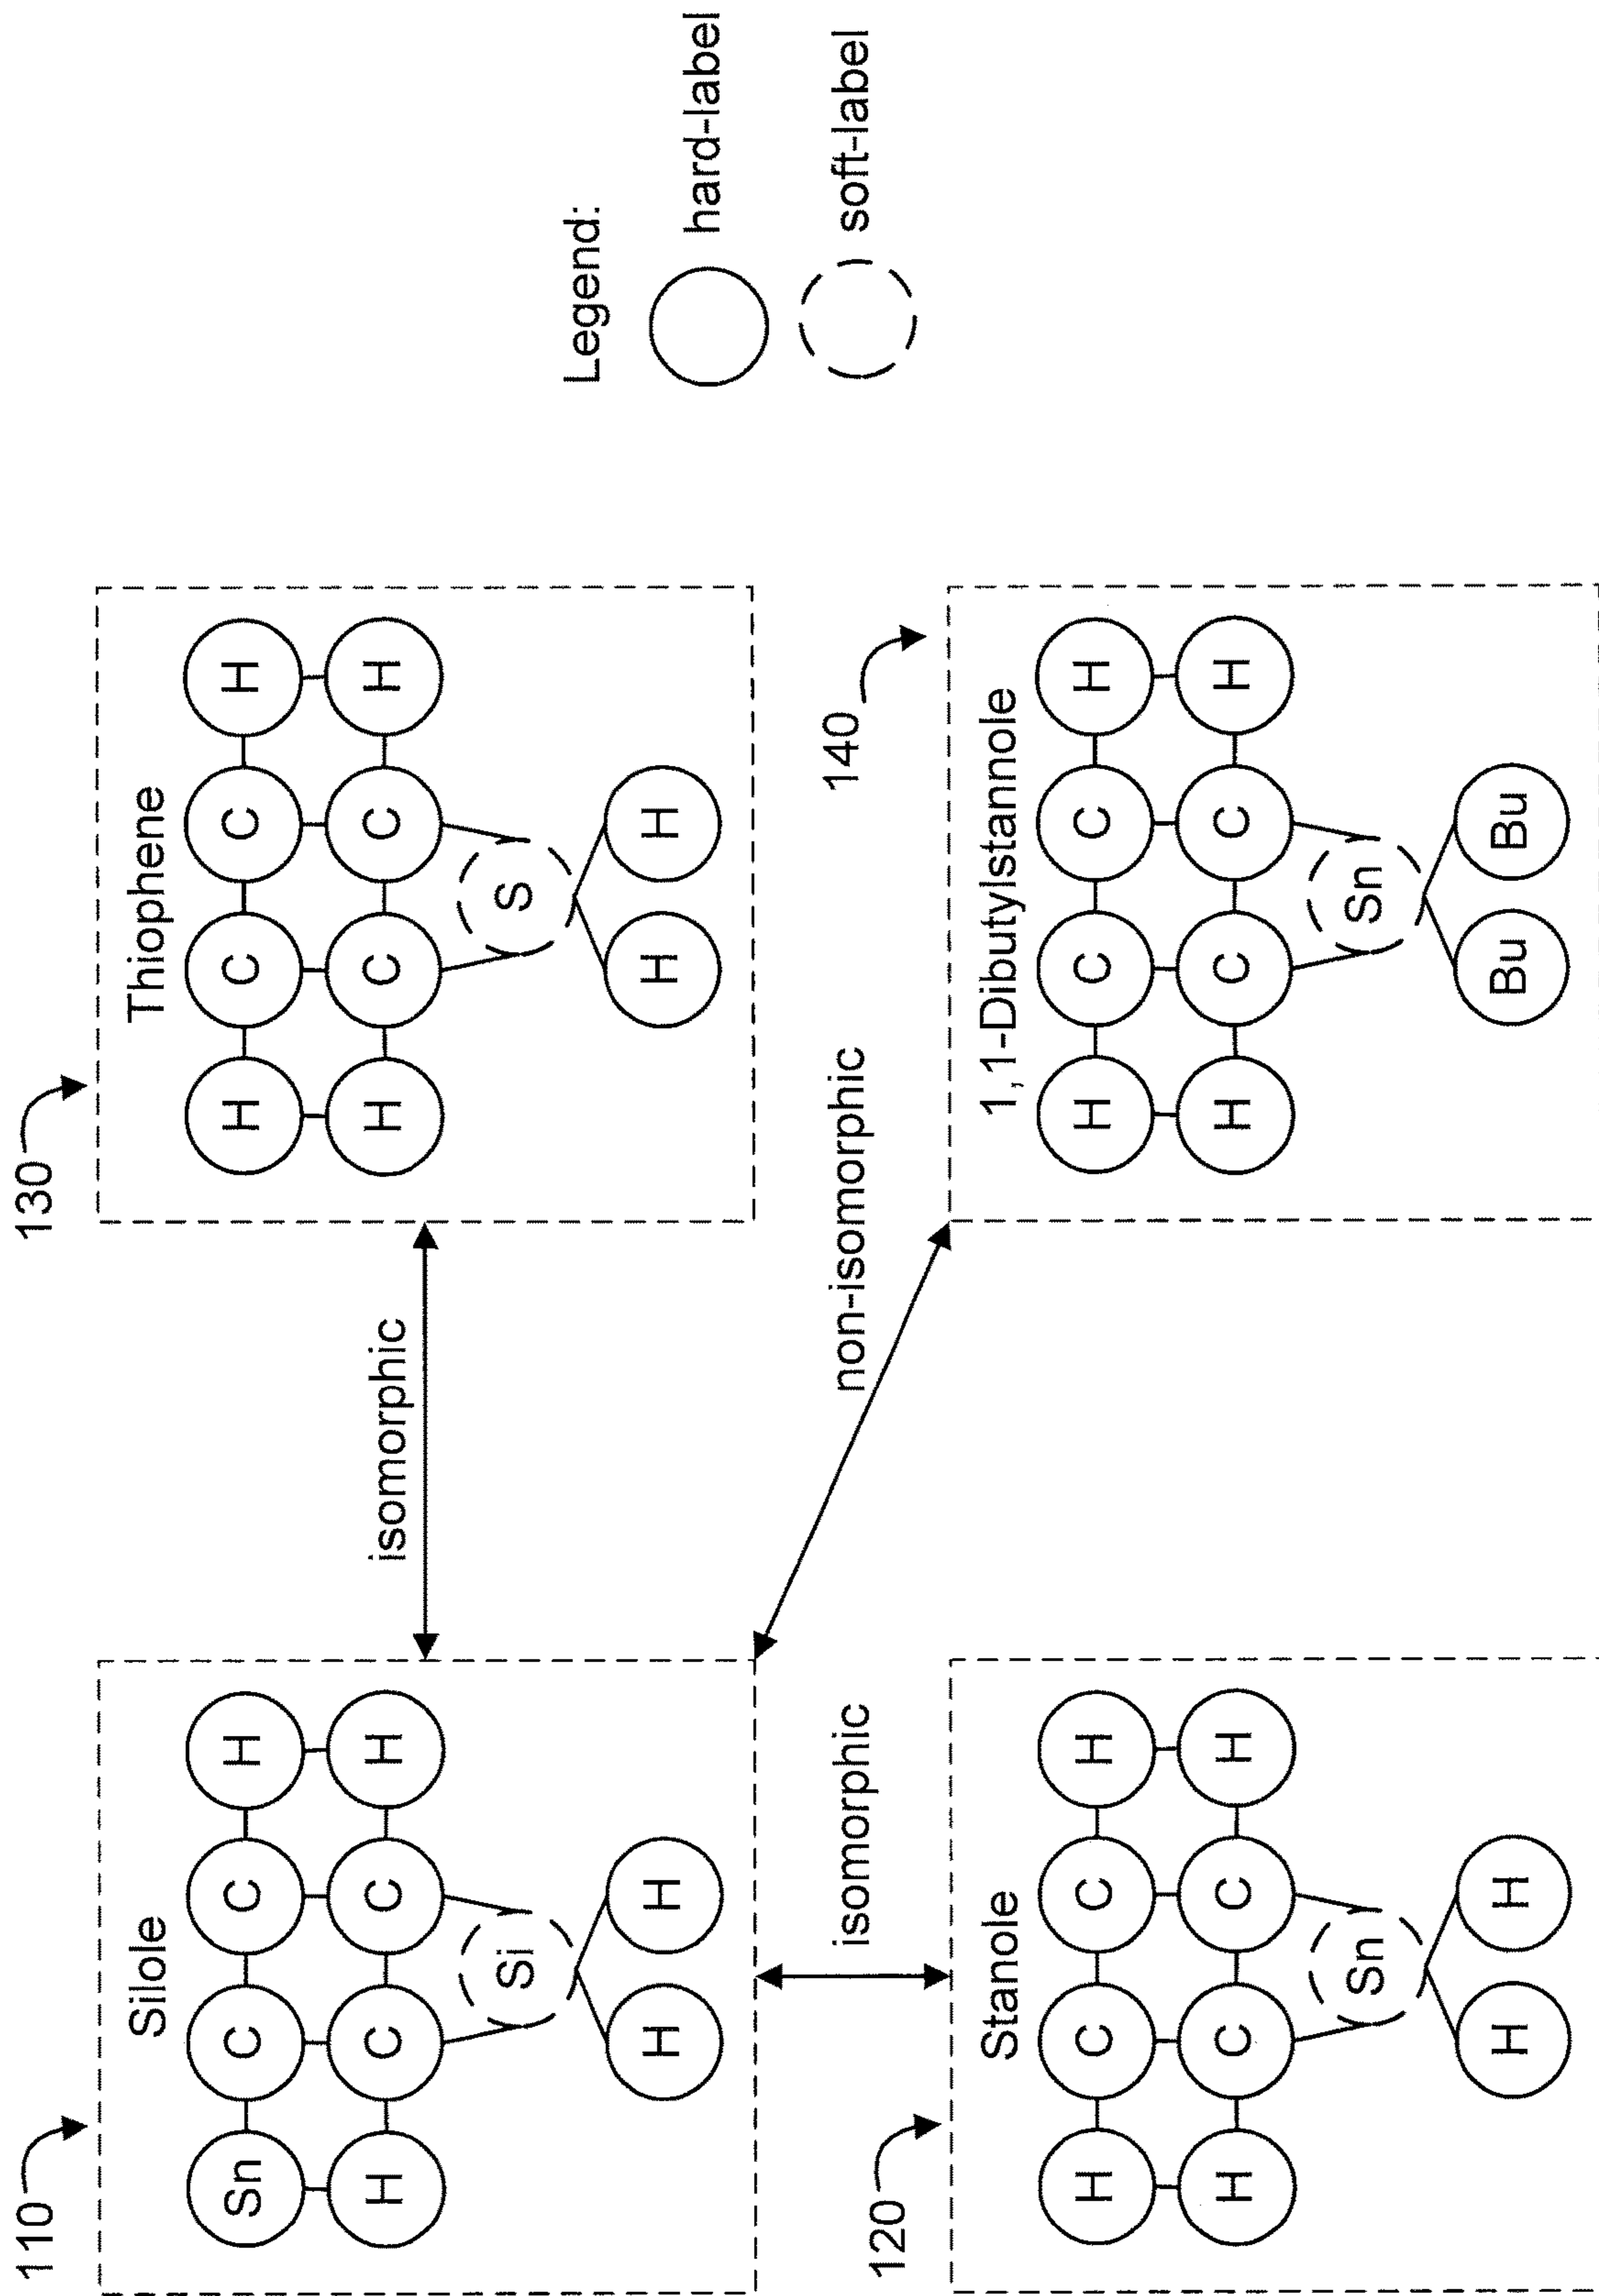 110
Silole
Sn C C H
H C C H
Si
H H
isomorphic
130
Thiophene
H C C H
H C C H
S
H H
isomorphic
non-isomorphic
120
Stanole
H C C H
H C C H
Sn
H H
140
1,1-Dibutylstannole
H C C H
H C C H
Sn
Bu Bu
Legend:
hard-label
soft-label